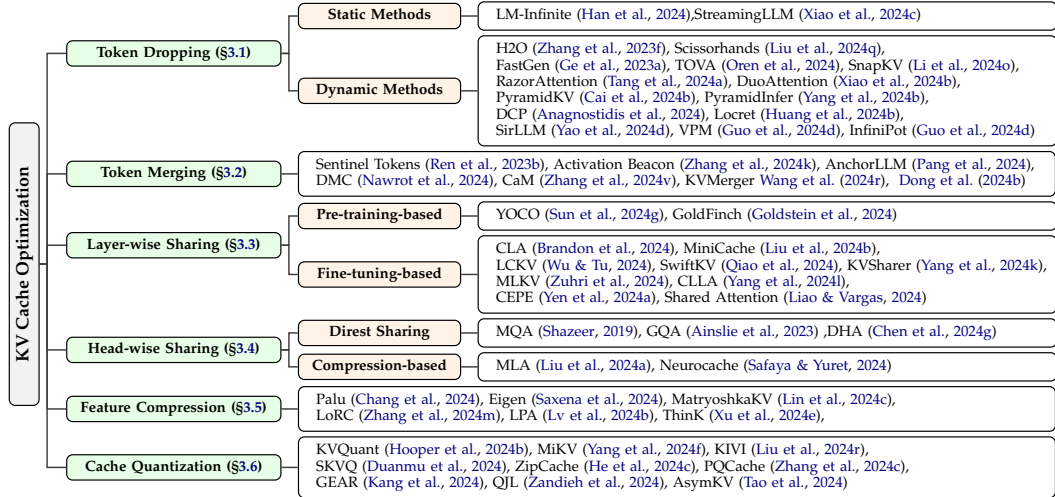 KV Cache Optimization
Token Dropping (§3.1)
Static Methods
LM-Infinite (Han et al., 2024),StreamingLLM (Xiao et al., 2024c)
Dynamic Methods
H2O (Zhang et al., 2023f), Scissorhands (Liu et al., 2024q),
FastGen (Ge et al., 2023a), TOVA (Oren et al., 2024), SnapKV (Li et al., 2024o),
RazorAttention (Tang et al., 2024a), DuoAttention (Xiao et al., 2024b),
PyramidKV (Cai et al., 2024b), PyramidInfer (Yang et al., 2024b),
DCP (Anagnostidis et al., 2024), Locret (Huang et al., 2024b),
SirLLM (Yao et al., 2024d), VPM (Guo et al., 2024d), InfiniPot (Guo et al., 2024d)
Token Merging (§3.2)
Sentinel Tokens (Ren et al., 2023b), Activation Beacon (Zhang et al., 2024k), AnchorLLM (Pang et al., 2024),
DMC (Nawrot et al., 2024), CaM (Zhang et al., 2024v), KVMerger Wang et al. (2024r), Dong et al. (2024b)
Layer-wise Sharing (§3.3)
Pre-training-based
YOCO (Sun et al., 2024g), GoldFinch (Goldstein et al., 2024)
Fine-tuning-based
CLA (Brandon et al., 2024), MiniCache (Liu et al., 2024b),
LCKV (Wu & Tu, 2024), SwiftKV (Qiao et al., 2024), KVSharer (Yang et al., 2024k),
MLKV (Zuhri et al., 2024), CLLA (Yang et al., 2024l)
CEPE (Yen et al., 2024a), Shared Attention (Liao & Vargas, 2024)
Head-wise Sharing (§3.4)
Direst Sharing
MQA (Shazeer, 2019), GQA (Ainslie et al., 2023) ,DHA (Chen et al., 2024g)
Compression-based
MLA (Liu et al., 2024a), Neurocache (Safaya & Yuret, 2024)
Feature Compression (§3.5)
Palu (Chang et al., 2024), Eigen (Saxena et al., 2024), MatryoshkaKV (Lin et al., 2024c),
LoRC (Zhang et al., 2024m), LPA (Lv et al., 2024b), ThinK (Xu et al., 2024e),
Cache Quantization (§3.6)
KVQuant (Hooper et al., 2024b), MiKV (Yang et al., 2024f), KIVI (Liu et al., 2024r),
SKVQ (Duanmu et al., 2024), ZipCache (He et al., 2024c), PQCache (Zhang et al., 2024c),
GEAR (Kang et al., 2024), QJL (Zandieh et al., 2024), AsymKV (Tao et al., 2024)